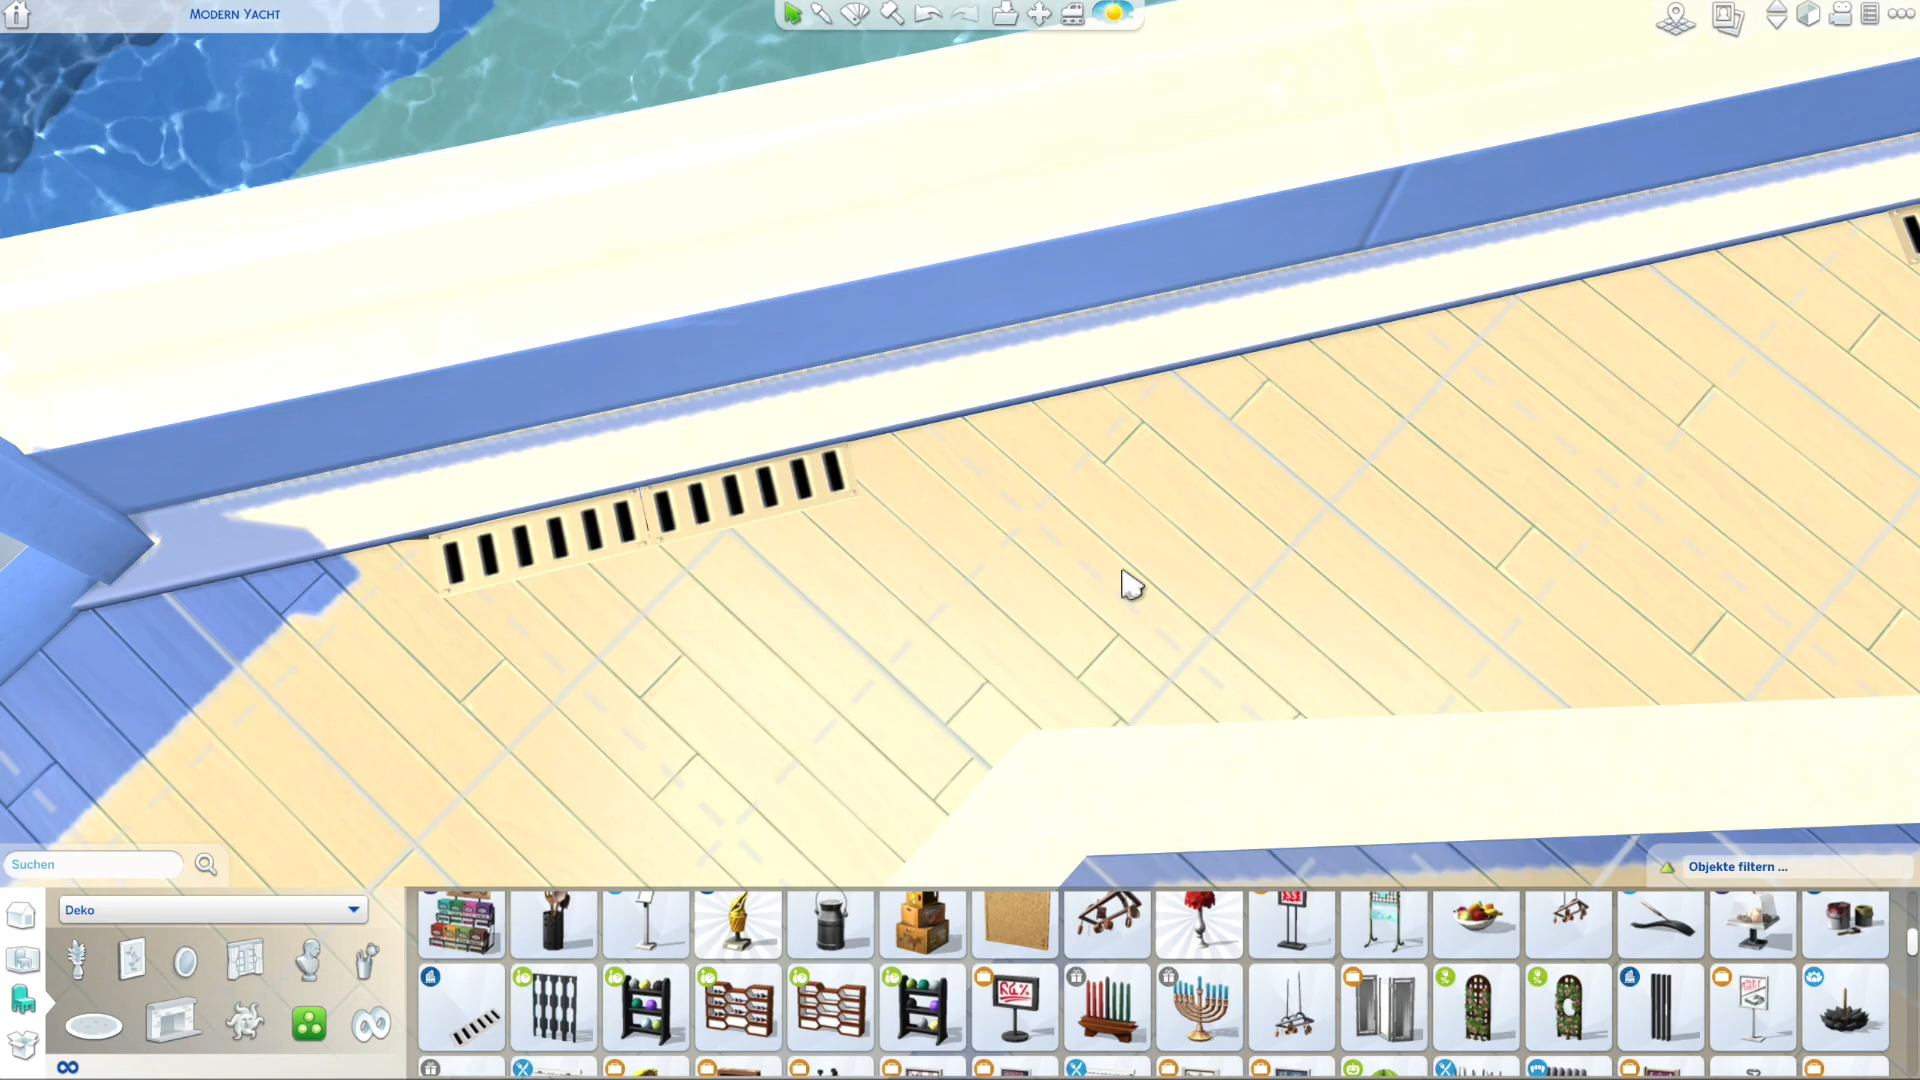 MODERN YACHT
Suchen
Objekte filtern ...
Deko